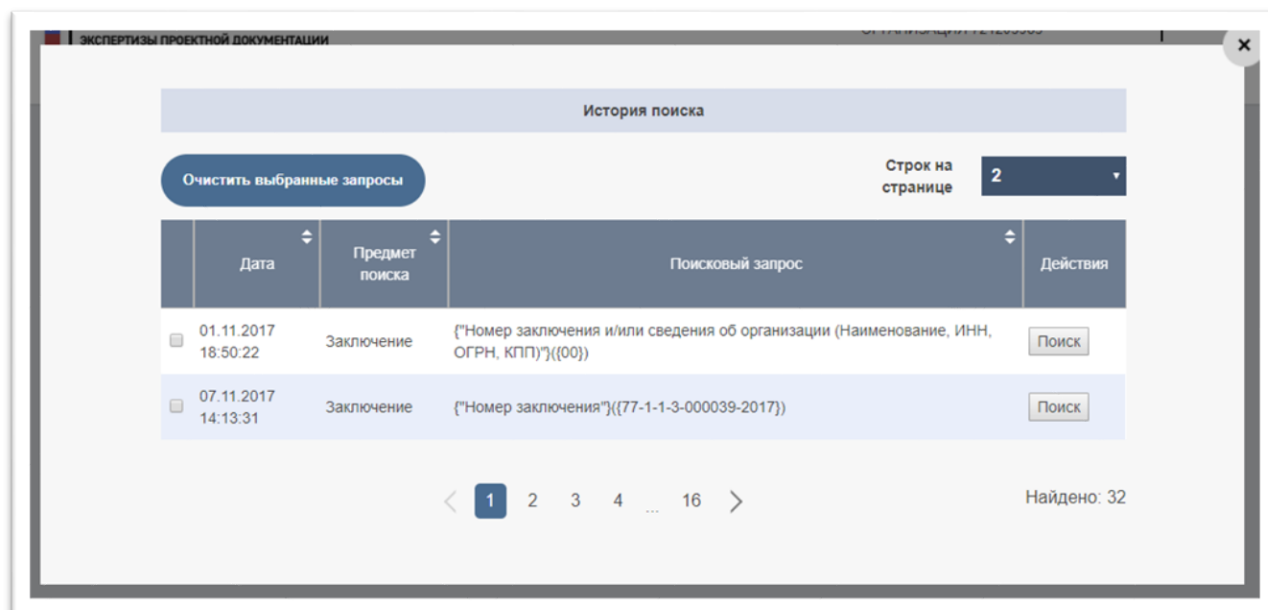 ЭКСПЕРТИЗЫ ПРОЕКТНОЙ ДОКУМЕНТАЦИИ
×
История поиска
Очистить выбранные запросы
Строк на
странице
2
Дата
Предмет
поиска
Поисковый запрос
Действия
01.11.2017
18:50:22
Заключение
{"Номер заключения и/или сведения об организации (Наименование, ИНН,
ОГРН, КПП)"}({00})
Поиск
07.11.2017
14:13:31
Заключение
{"Номер заключения"}({77-1-1-3-000039-2017})
Поиск
1 2 3 4 ... 16
Найдено: 32